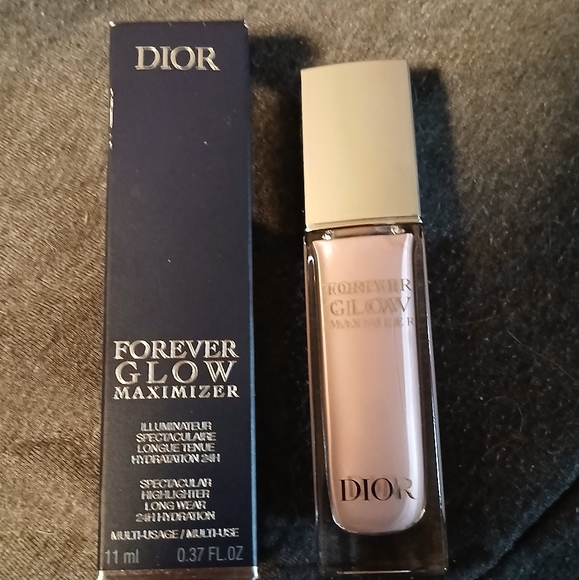 DIOR
FOREVER
GLOW
MAXIMIZER
ILLUMINATEUR
SPECTACULAIRE
LONGUE TENUE
HYDRATATION 24H
SPECTACULAR
HIGHLIGHTER
LONG WEAR
24H HYDRATION
MULTI-USAGE / MULTI-USE
11 ml 0.37 FL.OZ
FOREVER
GLOW
MAXIMIZER
DIOR